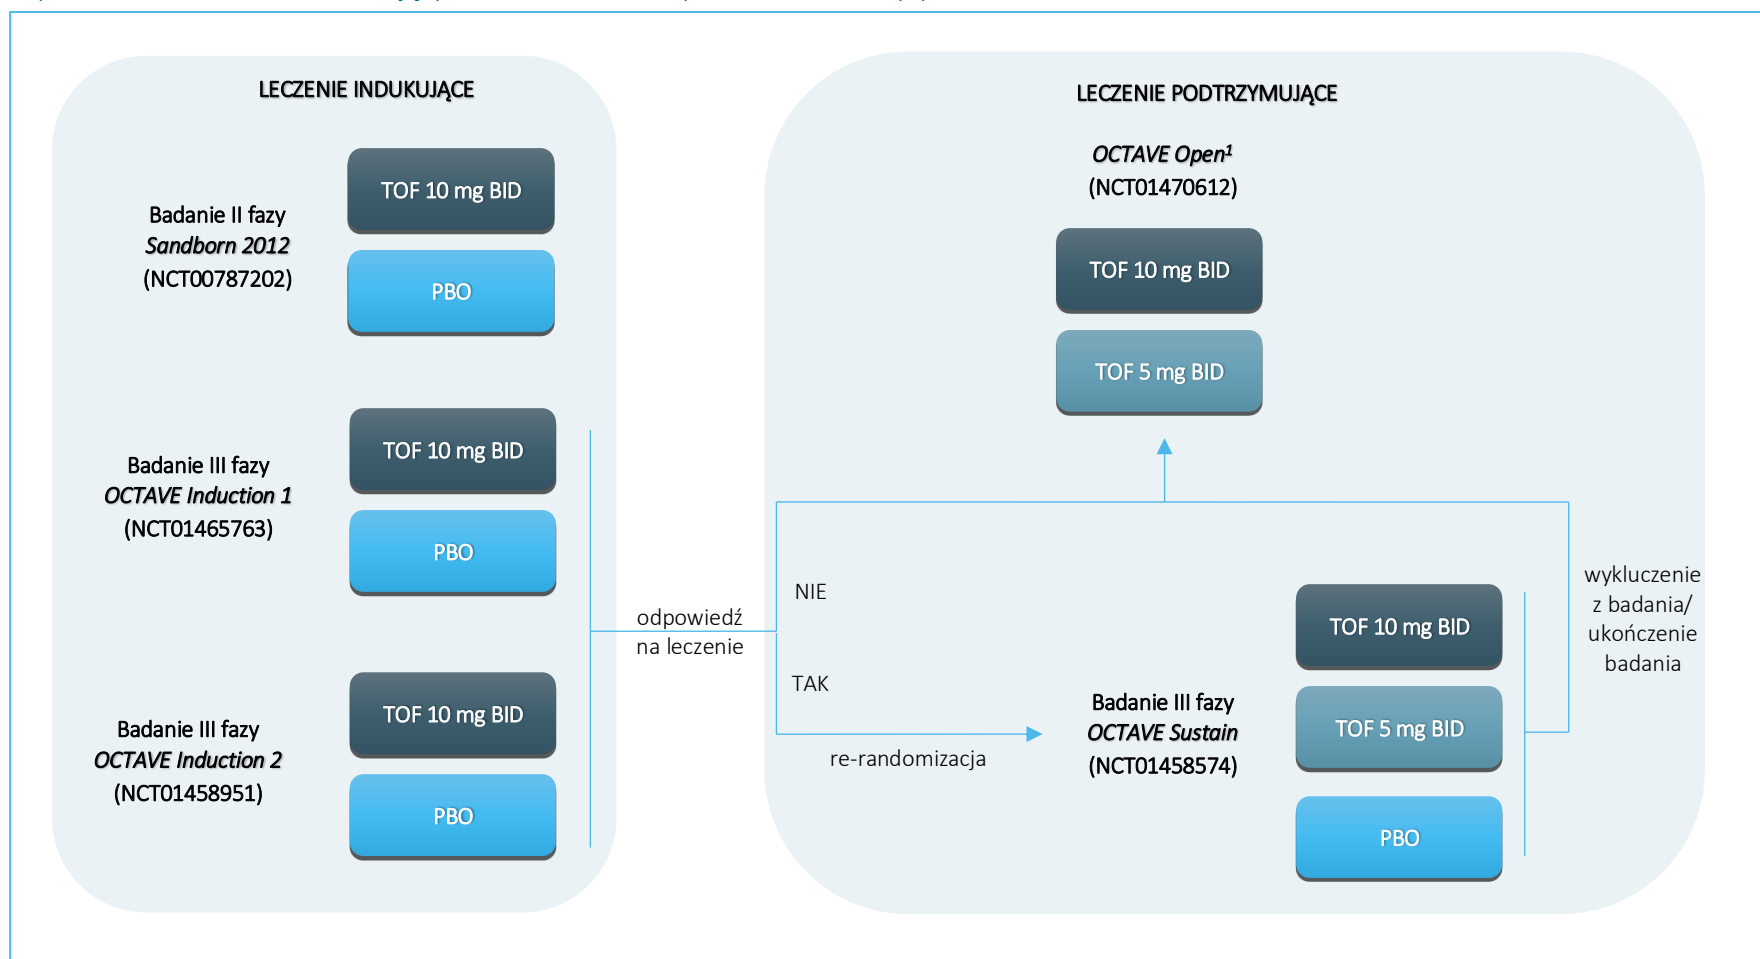 LECZENIE INDUKUJĄCE
Badanie II fazy
Sandborn 2012
(NCT00787202)
TOF 10 mg BID
PBO
Badanie III fazy
OCTAVE Induction 1
(NCT01465763)
TOF 10 mg BID
PBO
Badanie III fazy
OCTAVE Induction 2
(NCT01458951)
TOF 10 mg BID
PBO
odpowiedź
na leczenie
LECZENIE PODTRZYMUJĄCE
OCTAVE Open¹
(NCT01470612)
TOF 10 mg BID
TOF 5 mg BID
NIE
TAK
re-randomizacja
Badanie III fazy
OCTAVE Sustain
(NCT01458574)
TOF 10 mg BID
TOF 5 mg BID
PBO
wykluczenie
z badania/
ukończenie
badania